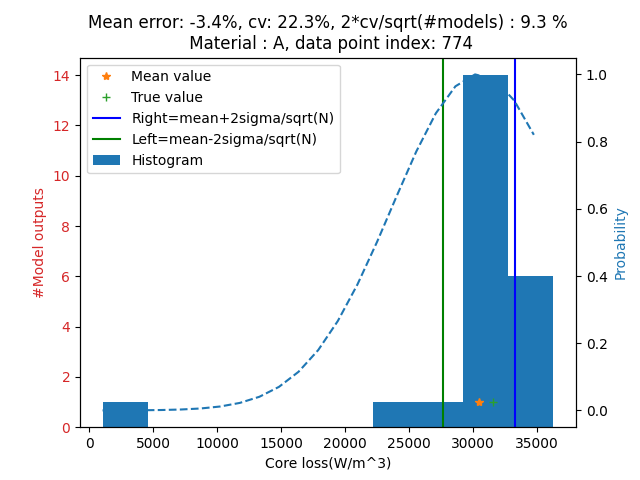 Mean error: -3.4%, cv: 22.3%, 2*cv/sqrt(#models) : 9.3 %
Material : A, data point index: 774
Mean value
True value
Right=mean+2sigma/sqrt(N)
Left=mean-2sigma/sqrt(N)
Histogram
#Model outputs
14
12
10
8
6
4
2
0
1.0
0.8
0.6
0.4
0.2
0.0
Probability
0 5000 10000 15000 20000 25000 30000 35000
Core loss(W/m^3)